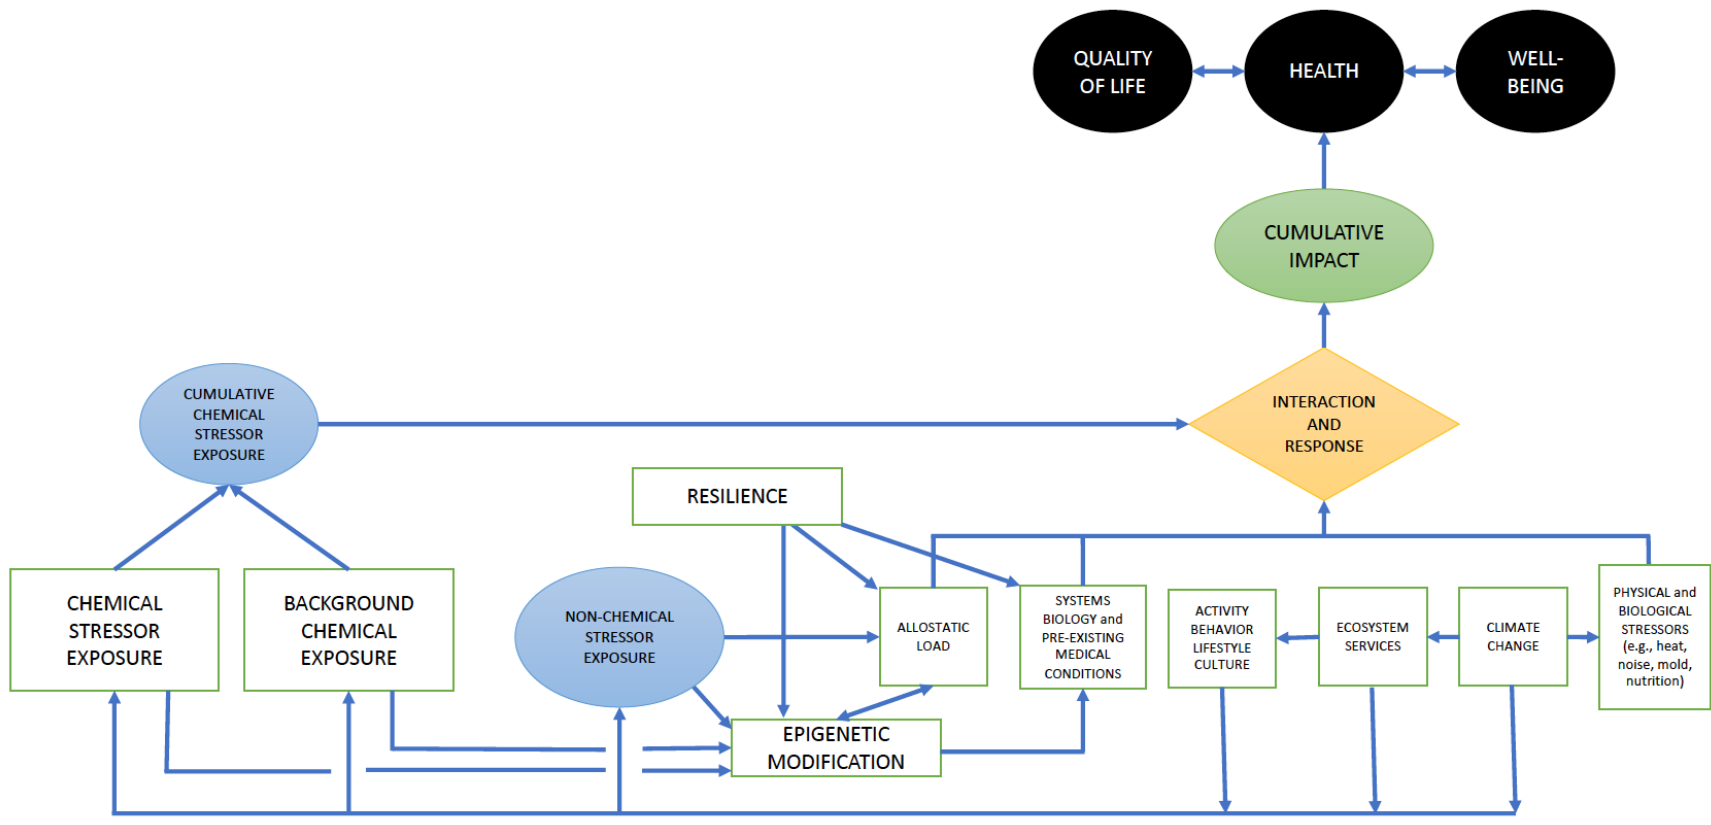 QUALITY
OF LIFE
HEALTH
WELL-
BEING
CUMULATIVE
IMPACT
CUMULATIVE
CHEMICAL
STRESSOR
EXPOSURE
INTERACTION
AND
RESPONSE
RESILIENCE
CHEMICAL
STRESSOR
EXPOSURE
BACKGROUND
CHEMICAL
EXPOSURE
NON-CHEMICAL
STRESSOR
EXPOSURE
ALLOSTATIC
LOAD
SYSTEMS
BIOLOGY and
PRE-EXISTING
MEDICAL
CONDITIONS
ACTIVITY
BEHAVIOR
LIFESTYLE
CULTURE
ECOSYSTEM
SERVICES
CLIMATE
CHANGE
PHYSICAL and
BIOLOGICAL
STRESSORS
(e.g., heat,
noise, mold,
nutrition)
EPIGENETIC
MODIFICATION